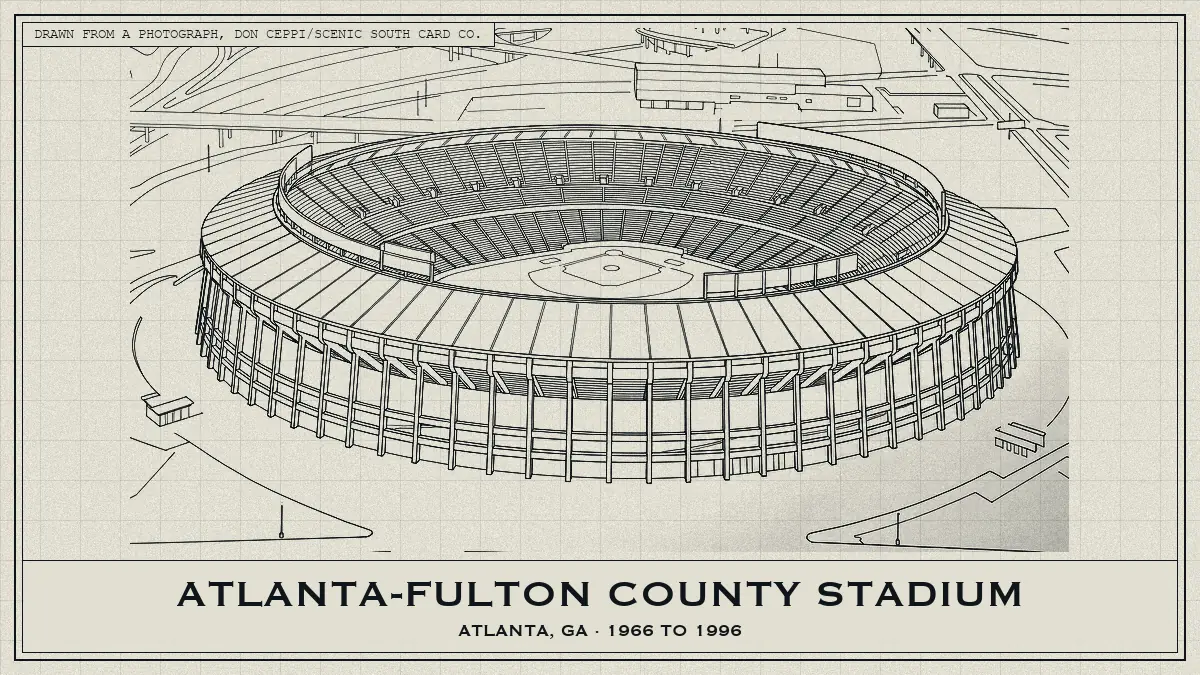 DRAWN FROM A PHOTOGRAPH, DON CEPPI/SCENIC SOUTH CARD CO.
ATLANTA-FULTON COUNTY STADIUM
ATLANTA, GA · 1966 TO 1996